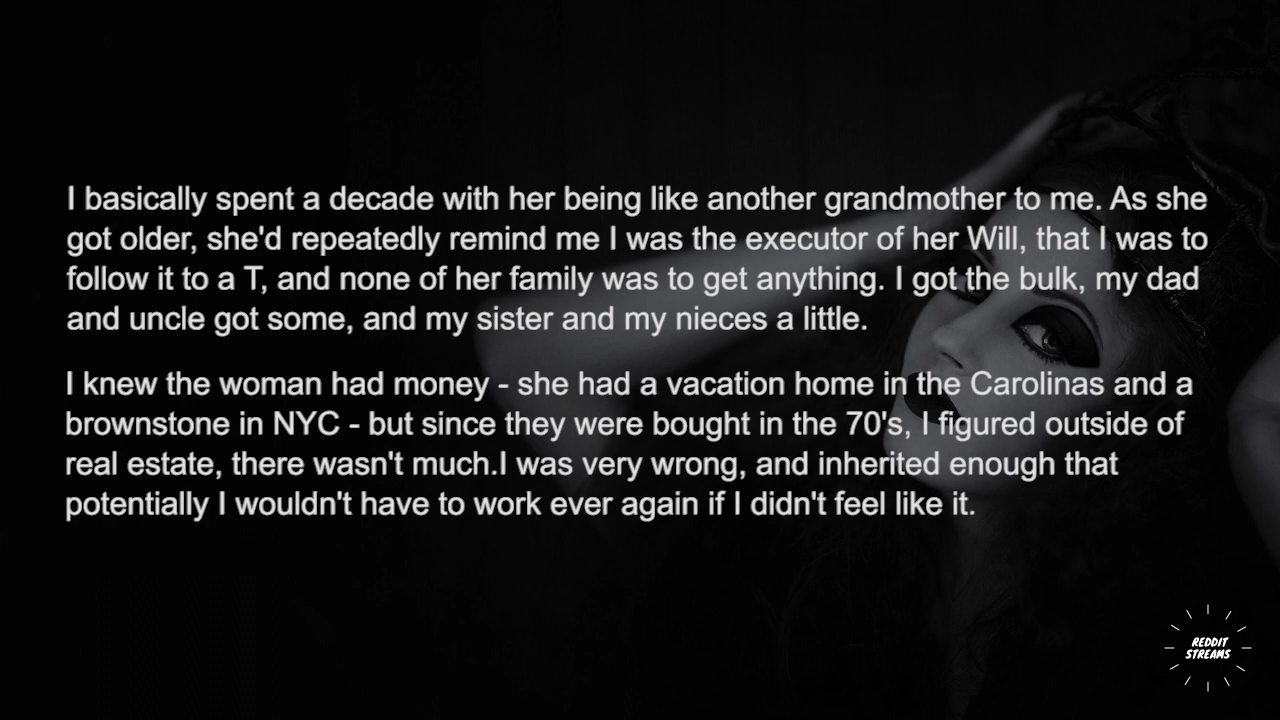 I basically spent a decade with her being like another grandmother to me. As she
got older, she'd repeatedly remind me I was the executor of her Will, that I was to
follow it to a T, and none of her family was to get anything. I got the bulk, my dad
and uncle got some, and my sister and my nieces a little.
I knew the woman had money - she had a vacation home in the Carolinas and a
brownstone in NYC - but since they were bought in the 70's, I figured outside of
real estate, there wasn't much.I was very wrong, and inherited enough that
potentially I wouldn't have to work ever again if I didn't feel like it.
REDDIT
STREAMS